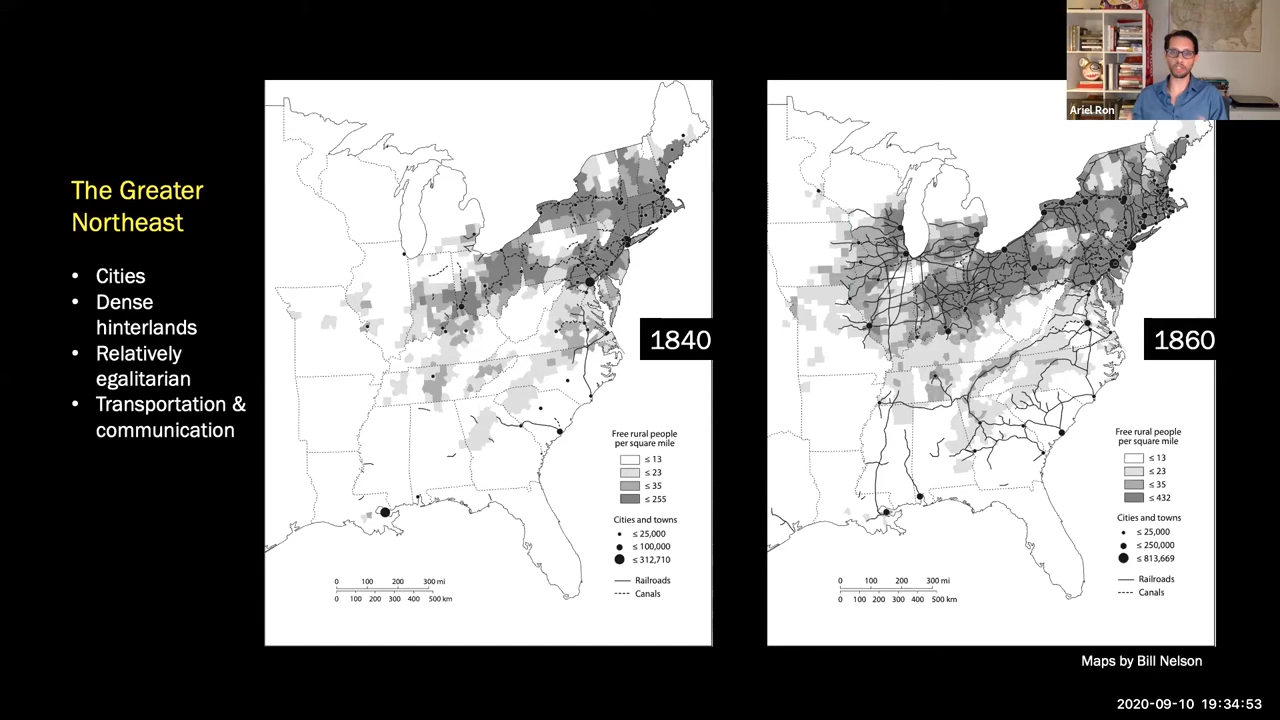 Ariel Ron
The Greater
Northeast
• Cities
• Dense
hinterlands
• Relatively
egalitarian
• Transportation &
communication
1840
Free rural people
per square mile
≤ 13
≤ 23
≤ 35
≤ 255
Cities and towns
≤ 25,000
≤ 100,000
≤ 312,710
Railroads
Canals
0 100 200 300 mi
0 100 200 300 400 500 km
1860
Free rural people
per square mile
≤ 13
≤ 23
≤ 35
≤ 432
Cities and towns
≤ 25,000
≤ 250,000
≤ 813,669
Railroads
Canals
0 100 200 300 mi
0 100 200 300 400 500 km
Maps by Bill Nelson
2020-09-10 19:34:53